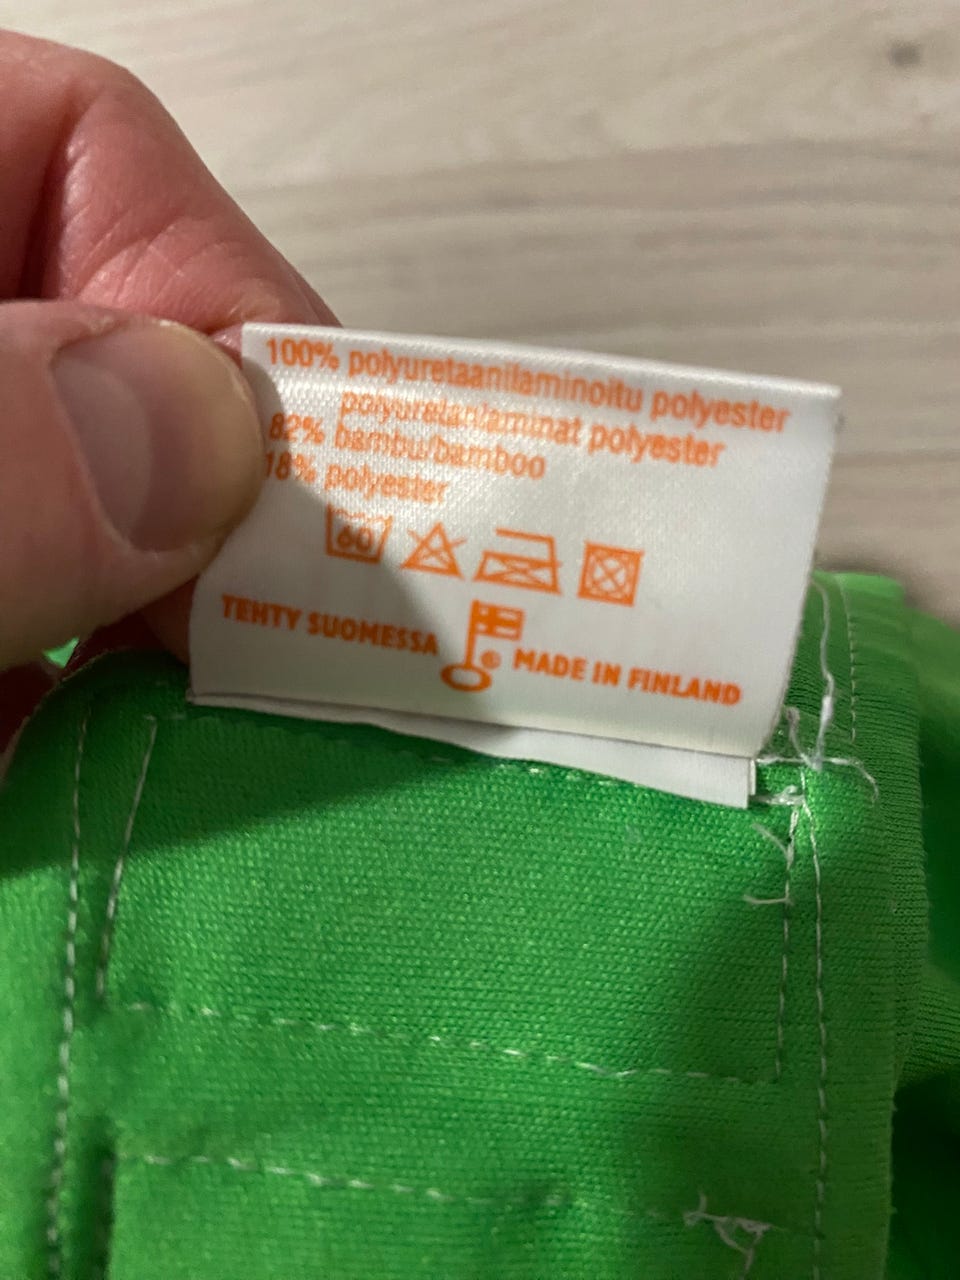 100% polyuretaanilaminoitu polyester
polyuretanlaminat polyester
82% bambu/bamboo
18% polyester
60
TEHTY SUOMESSA ® MADE IN FINLAND